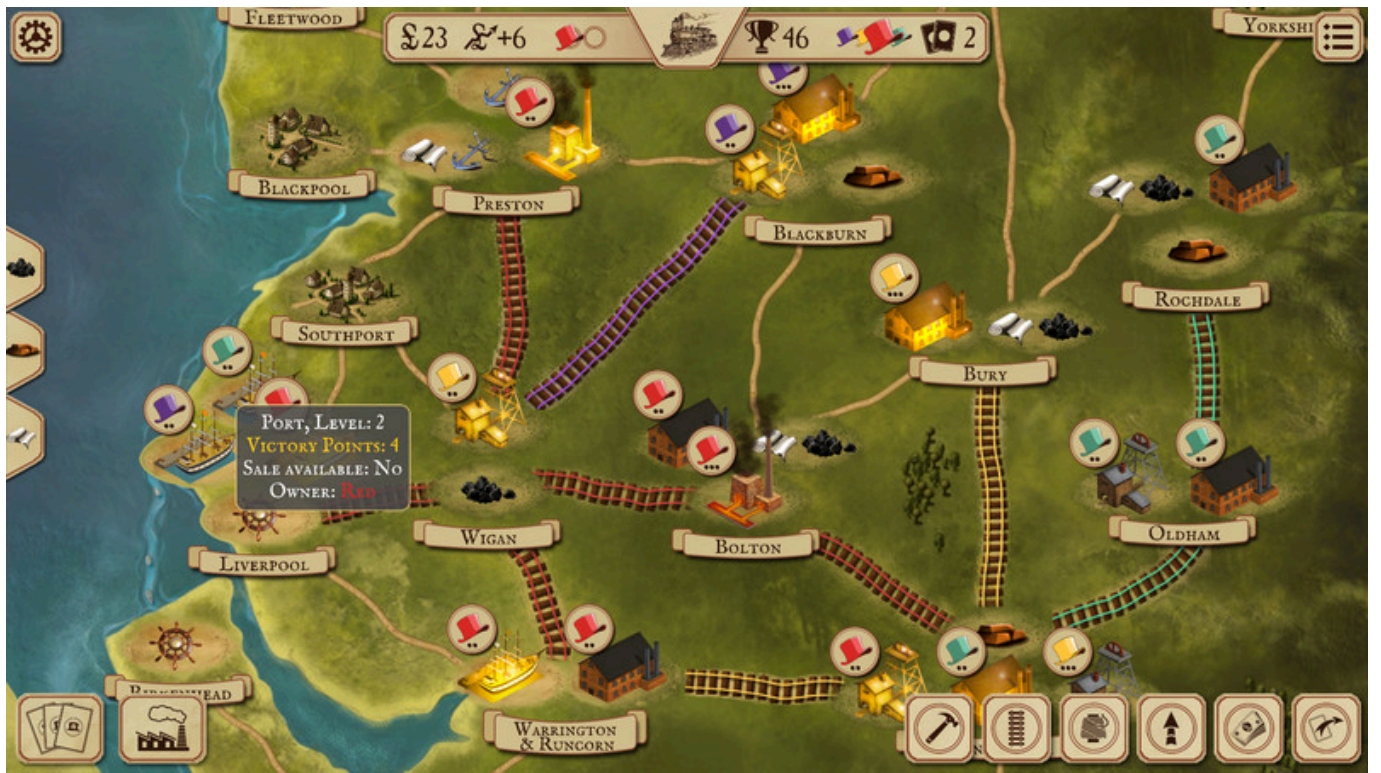 FLEETWOOD
£23 +6
46
2
BLACKPOOL
PRESTON
BLACKBURN
ROCHDALE
SOUTHPORT
BURY
PORT, LEVEL: 2
VICTORY POINTS: 4
SALE AVAILABLE: NO
OWNER: RED
WIGAN
BOLTON
OLDHAM
LIVERPOOL
WARRINGTON
& RUNCORN